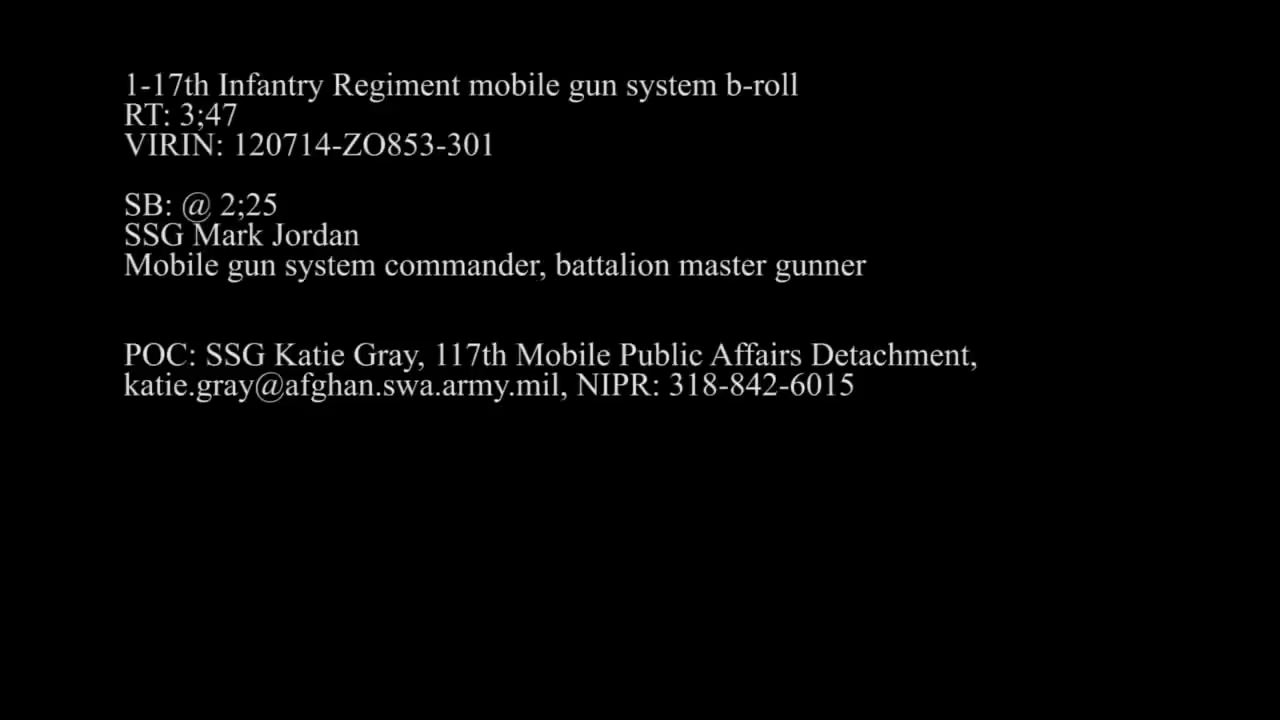 1-17th Infantry Regiment mobile gun system b-roll
RT: 3;47
VIRIN: 120714-ZO853-301
SB: @ 2;25
SSG Mark Jordan
Mobile gun system commander, battalion master gunner
POC: SSG Katie Gray, 117th Mobile Public Affairs Detachment,
katie.gray@afghan.swa.army.mil, NIPR: 318-842-6015